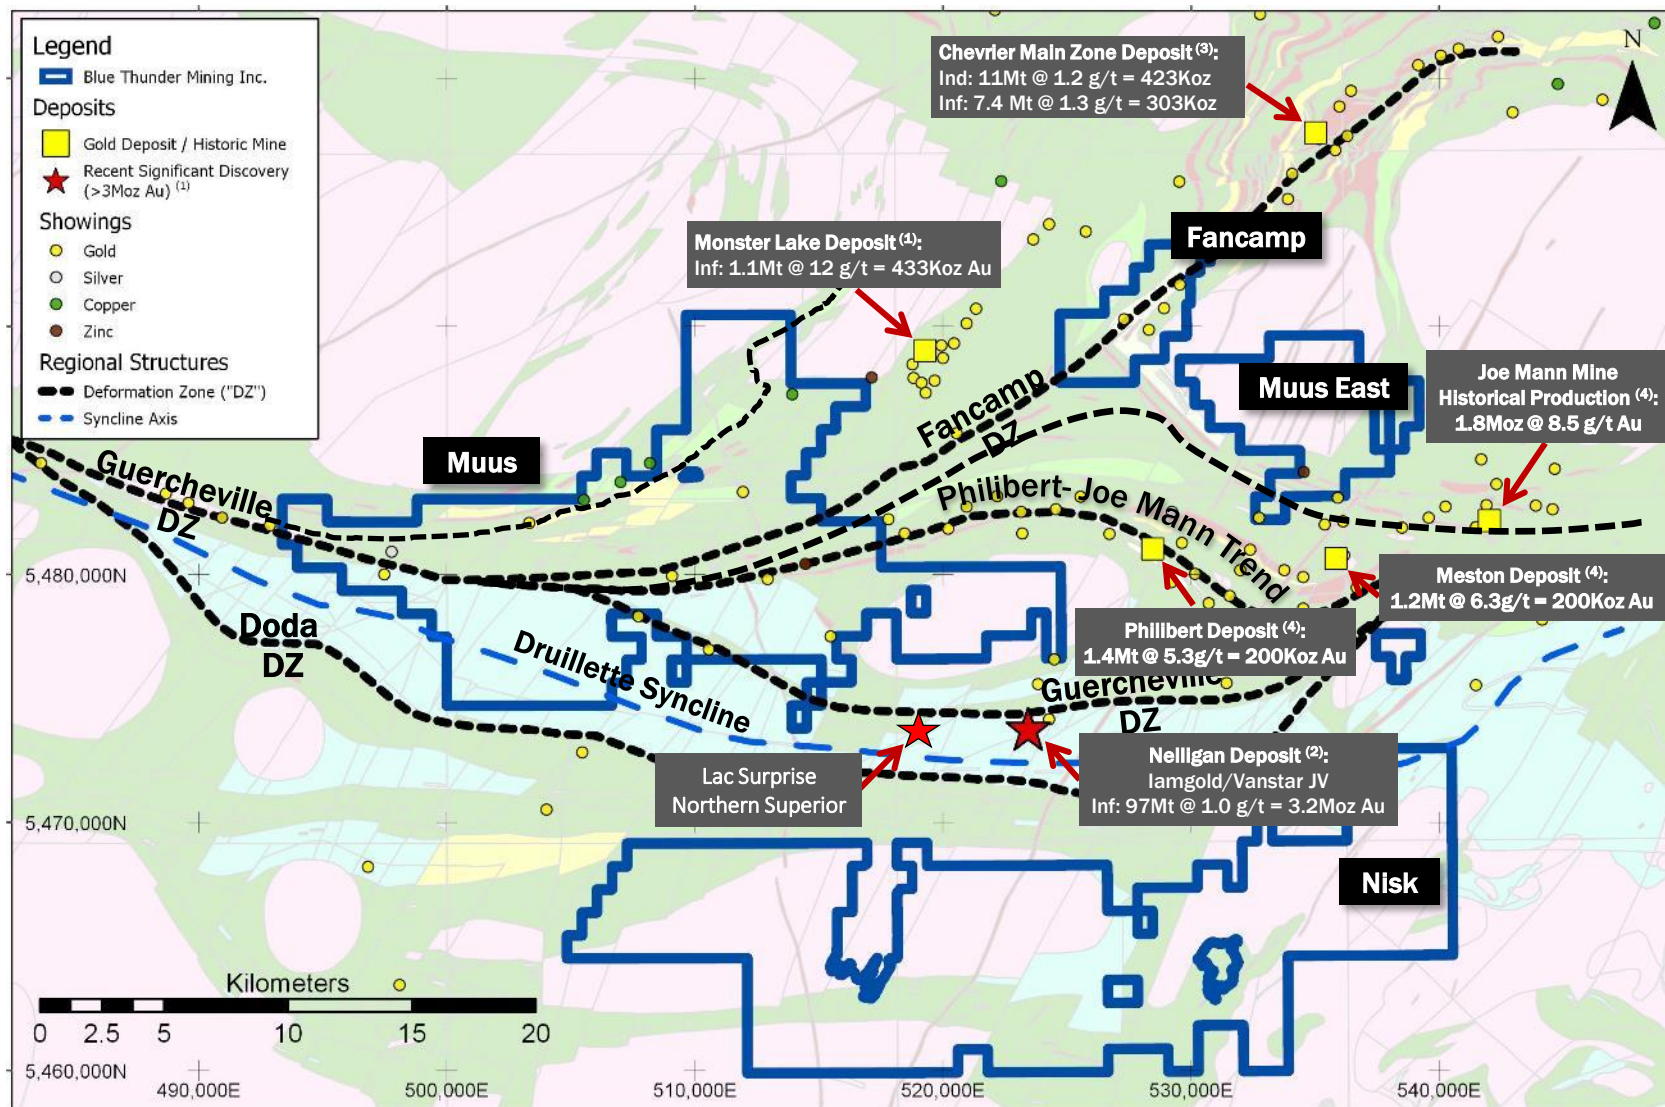 Legend
Blue Thunder Mining Inc.
Deposits
Gold Deposit / Historic Mine
Recent Significant Discovery
(>3Moz Au) (1)
Showings
Gold
Silver
Copper
Zinc
Regional Structures
Deformation Zone ("DZ")
Syncline Axis
Chevrier Main Zone Deposit (3):
Ind: 11Mt @ 1.2 g/t = 423Koz
Inf: 7.4 Mt @ 1.3 g/t = 303Koz
N
Fancamp
Monster Lake Deposit (1):
Inf: 1.1Mt @ 12 g/t = 433Koz Au
Muus East
Joe Mann Mine
Historical Production (4):
1.8Moz @ 8.5 g/t Au
Muus
Fancamp
DZ
Guercheville
DZ
Philibert-Joe Mann Trend
5,480,000N
Meston Deposit (4):
1.2Mt @ 6.3g/t = 200Koz Au
Philibert Deposit (4):
1.4Mt @ 5.3g/t = 200Koz Au
Doda
DZ
Druillette Syncline
Guercheville
DZ
Lac Surprise
Northern Superior
Nelligan Deposit (2):
Iamgold/Vanstar JV
Inf: 97Mt @ 1.0 g/t = 3.2Moz Au
5,470,000N
Nisk
Kilometers
0 2.5 5 10 15 20
5,460,000N
490,000E 500,000E 510,000E 520,000E 530,000E 540,000E